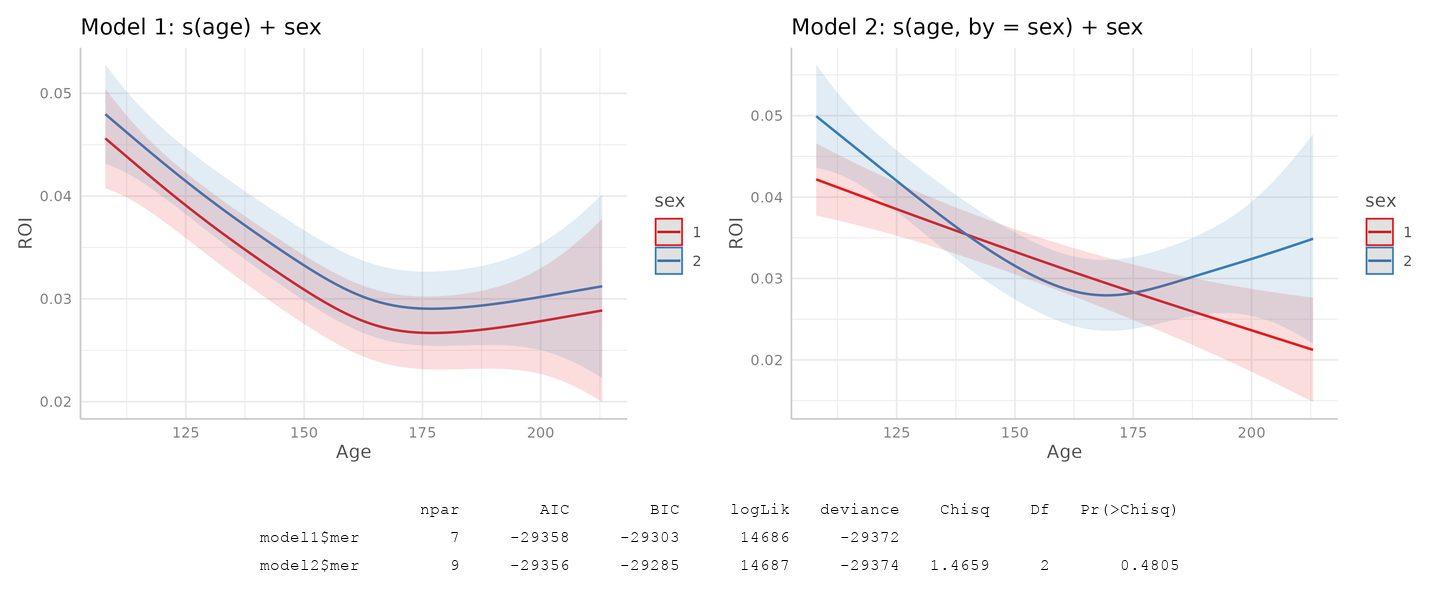 Model 1: s(age) + sex
0.05
0.04
0.03
0.02
ROI
125 150 175 200
Age
sex
1
2
Model 2: s(age, by = sex) + sex
0.05
0.04
0.03
0.02
ROI
125 150 175 200
Age
sex
1
2
npar AIC BIC logLik deviance Chisq Df Pr(>Chisq)
model1$mer 7 -29358 -29303 14686 -29372
model2$mer 9 -29356 -29285 14687 -29374 1.4659 2 0.4805